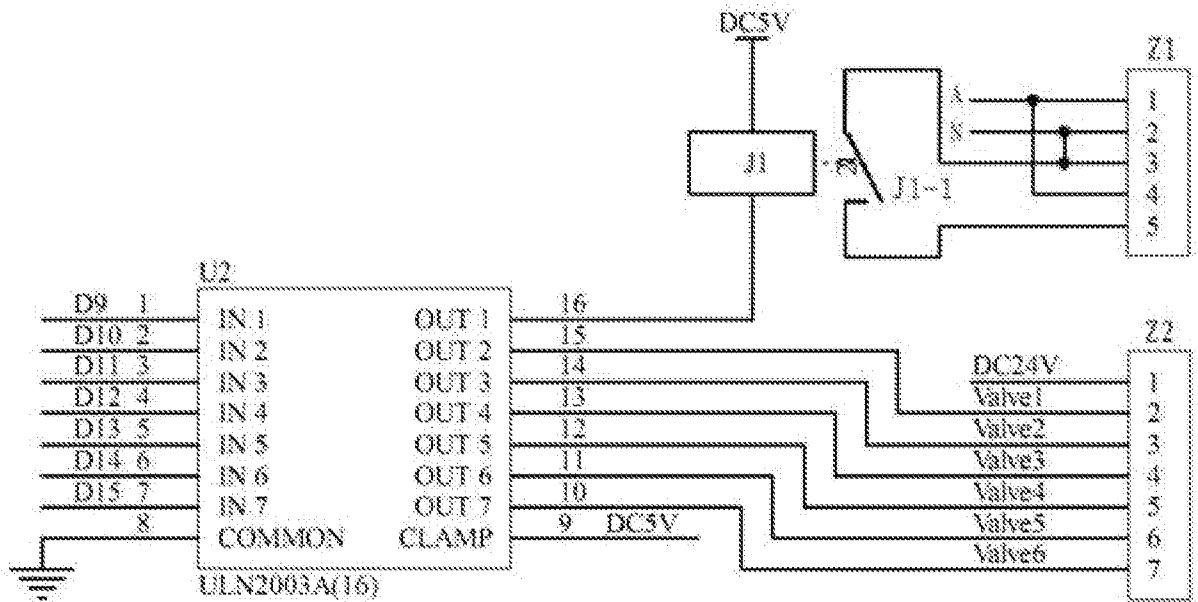 DC5V
Z1
A
1
N
2
J1
3
J1-1
4
5
U2
D9 1 IN 1 OUT 1 16
D10 2 IN 2 OUT 2 15
D11 3 IN 3 OUT 3 14
D12 4 IN 4 OUT 4 13
D13 5 IN 5 OUT 5 12
D14 6 IN 6 OUT 6 11
D15 7 IN 7 OUT 7 10
8 COMMON CLAMP 9 DC5V
ULN2003A(16)
Z2
DC24V 1
Valve1 2
Valve2 3
Valve3 4
Valve4 5
Valve5 6
Valve6 7